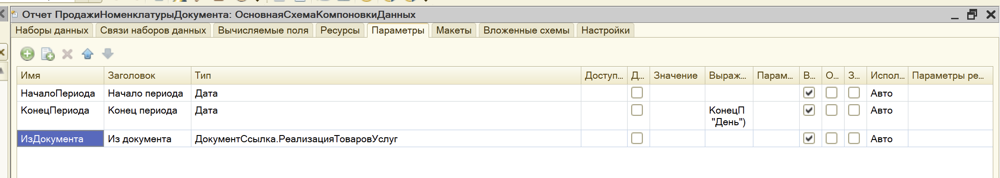 Отчет ПродажиНоменклатурыДокумента: ОсновнаяСхемаКомпоновкиДанных
Наборы данных Связи наборов данных Вычисляемые поля Ресурсы Параметры Макеты Вложенные схемы Настройки
Имя Заголовок Тип Доступ... Д... Значение Выраж... Парам... В... О... З... Испол... Параметры ре...
НачалоПериода Начало периода Дата Авто
КонецПериода Конец периода Дата КонецП Авто
"День")
ИзДокумента Из документа ДокументСсылка.РеализацияТоваровУслуг Авто